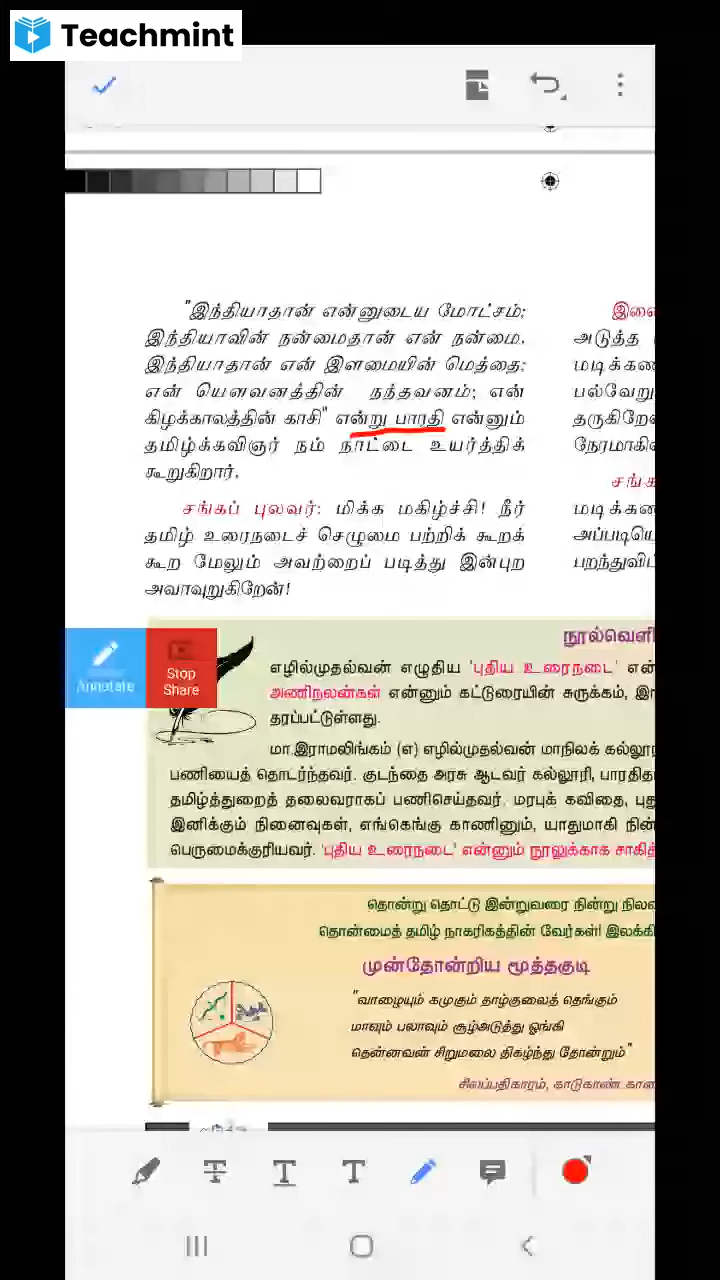 Teachmint
"இந்தியாதான் என்னுடைய மோட்சம்;
இந்தியாவின் நன்மைதான் என் நன்மை.
இந்தியாதான் என் இளமையின் மெத்தை;
என் யௌவனத்தின் நந்தவனம்; என்
கிழக்காலத்தின் காசி" என்று பாரதி என்னும்
தமிழ்க்கவிஞர் நம் நாட்டை உயர்த்திக்
கூறுகிறார்.
சங்கப் புலவர்: மிக்க மகிழ்ச்சி! நீர்
தமிழ் உரைநடைச் செழுமை பற்றிக் கூறக்
கூற மேலும் அவற்றைப் படித்து இன்புற
அவாவுறுகிறேன்!
அடுத்த
மடிக்கண
பல்வேறு
தருகிறே
நேரமாகி
சங்க
மடிக்கண
அப்படியெ
பறந்துவிட்
Annotate
Stop
Share
நூல்வெளி
எழில்முதல்வன் எழுதிய 'புதிய உரைநடை' என்
அணிநலன்கள் என்னும் கட்டுரையின் சுருக்கம், இ
தரப்பட்டுள்ளது.
மா.இராமலிங்கம் (எ) எழில்முதல்வன் மாநிலக் கல்லூ
பணியைத் தொடர்ந்தவர். குடந்தை அரசு ஆடவர் கல்லூரி, பாரதித
தமிழ்த்துறைத் தலைவராகப் பணிசெய்தவர். மரபுக் கவிதை, புது
இனிக்கும் நினைவுகள், எங்கெங்கு காணினும், யாதுமாகி நின்
பெருமைக்குரியவர். 'புதிய உரைநடை' என்னும் நூலுக்காக சாகித்
தொன்று தொட்டு இன்றுவரை நின்று நில
தொன்மைத் தமிழ் நாகரிகத்தின் வேர்கள்! இலக்கி
முன்தோன்றிய மூத்தகுடி
"வாழையும் கமுகும் தாழ்குலைத் தெங்கும்
மாவும் பலாவும் சூழ்அடுத்து ஓங்கி
தென்னவன் சிறுமலை திகழ்ந்து தோன்றும்"
சிலப்பதிகாரம், காடுகாண் கா